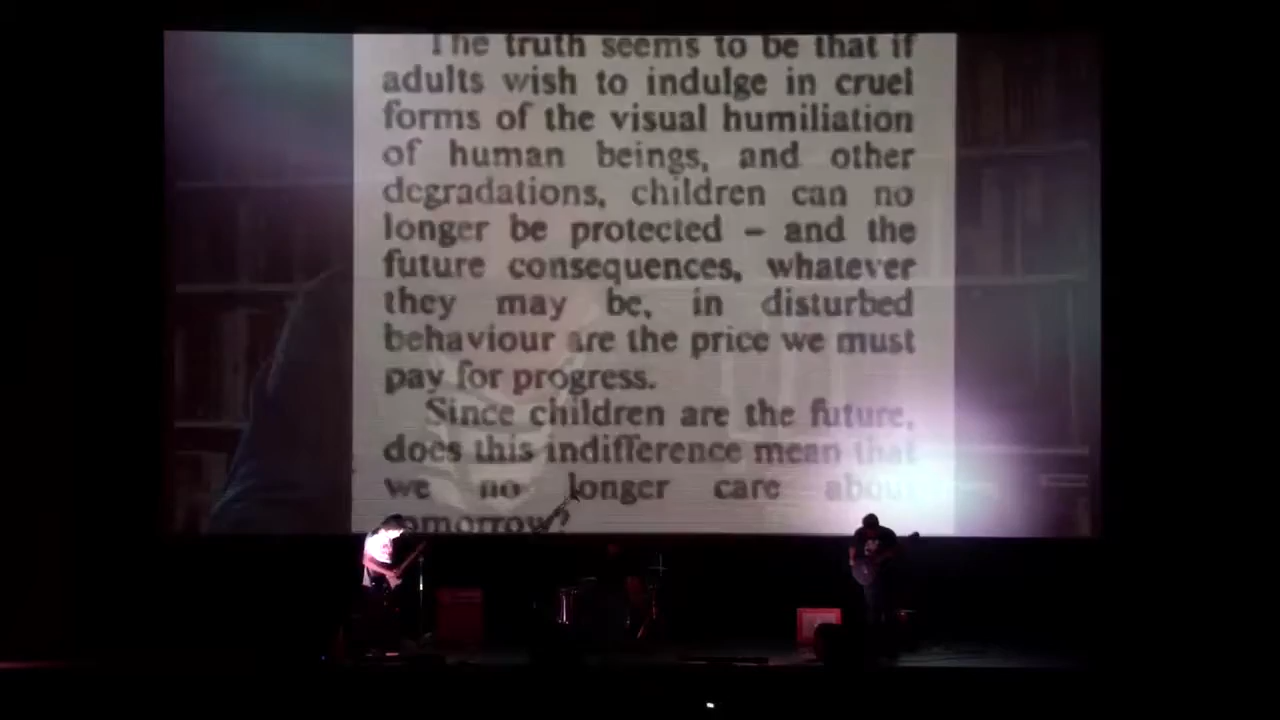 The truth seems to be that if
adults wish to indulge in cruel
forms of the visual humiliation
of human beings, and other
degradations, children can no
longer be protected – and the
future consequences, whatever
they may be, in disturbed
behaviour are the price we must
pay for progress.
Since children are the future,
does this indifference mean that
we no longer care about
tomorrow?